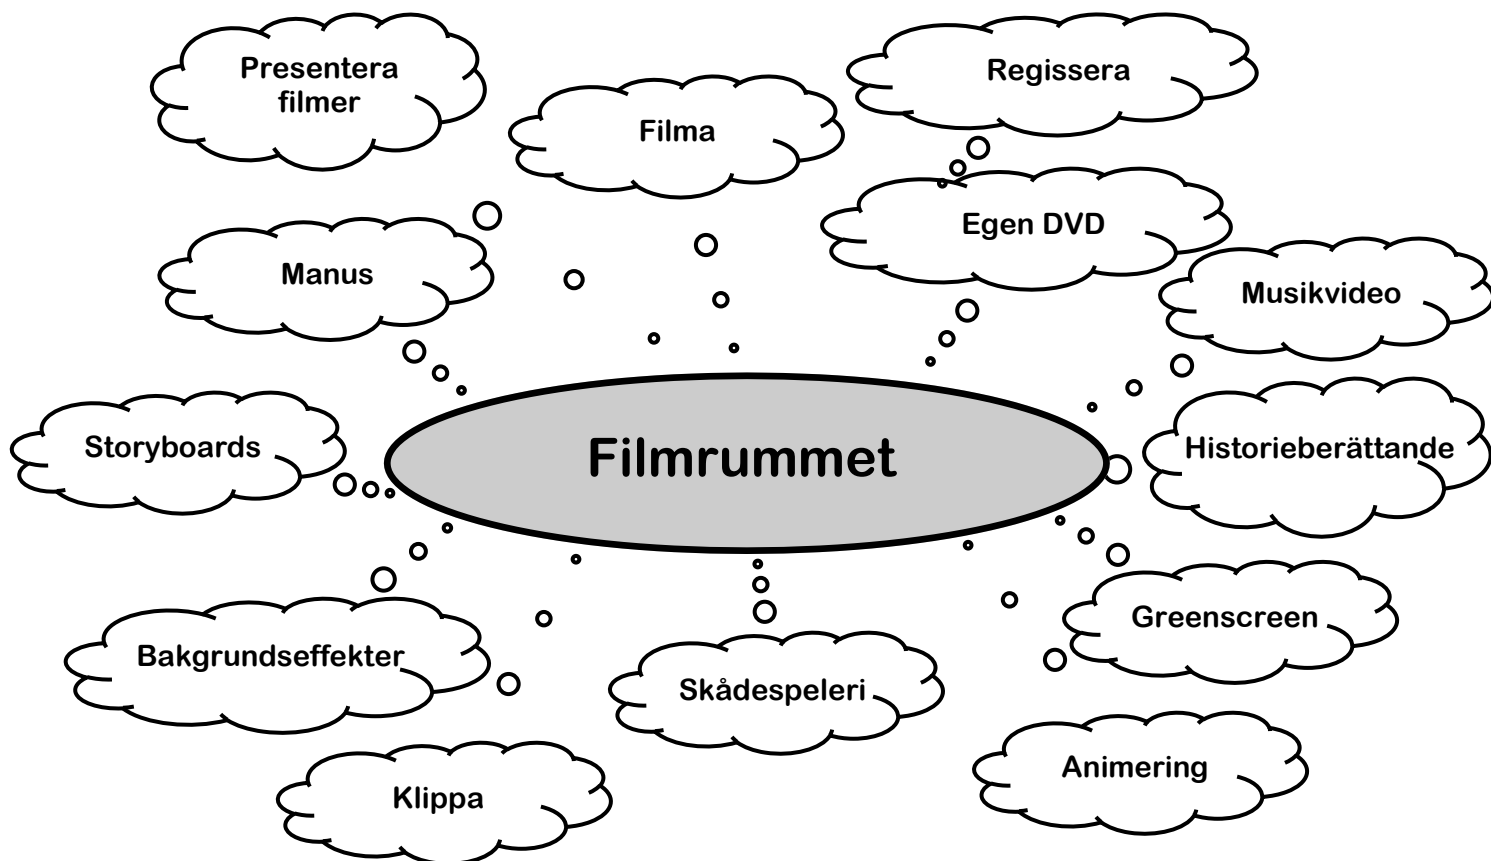 Presentera
filmer
Filma
Regissera
Manus
Egen DVD
Musikvideo
Storyboards
Filmrummet
Historieberättande
Bakgrundseffekter
Skådespeleri
Greenscreen
Klippa
Animering